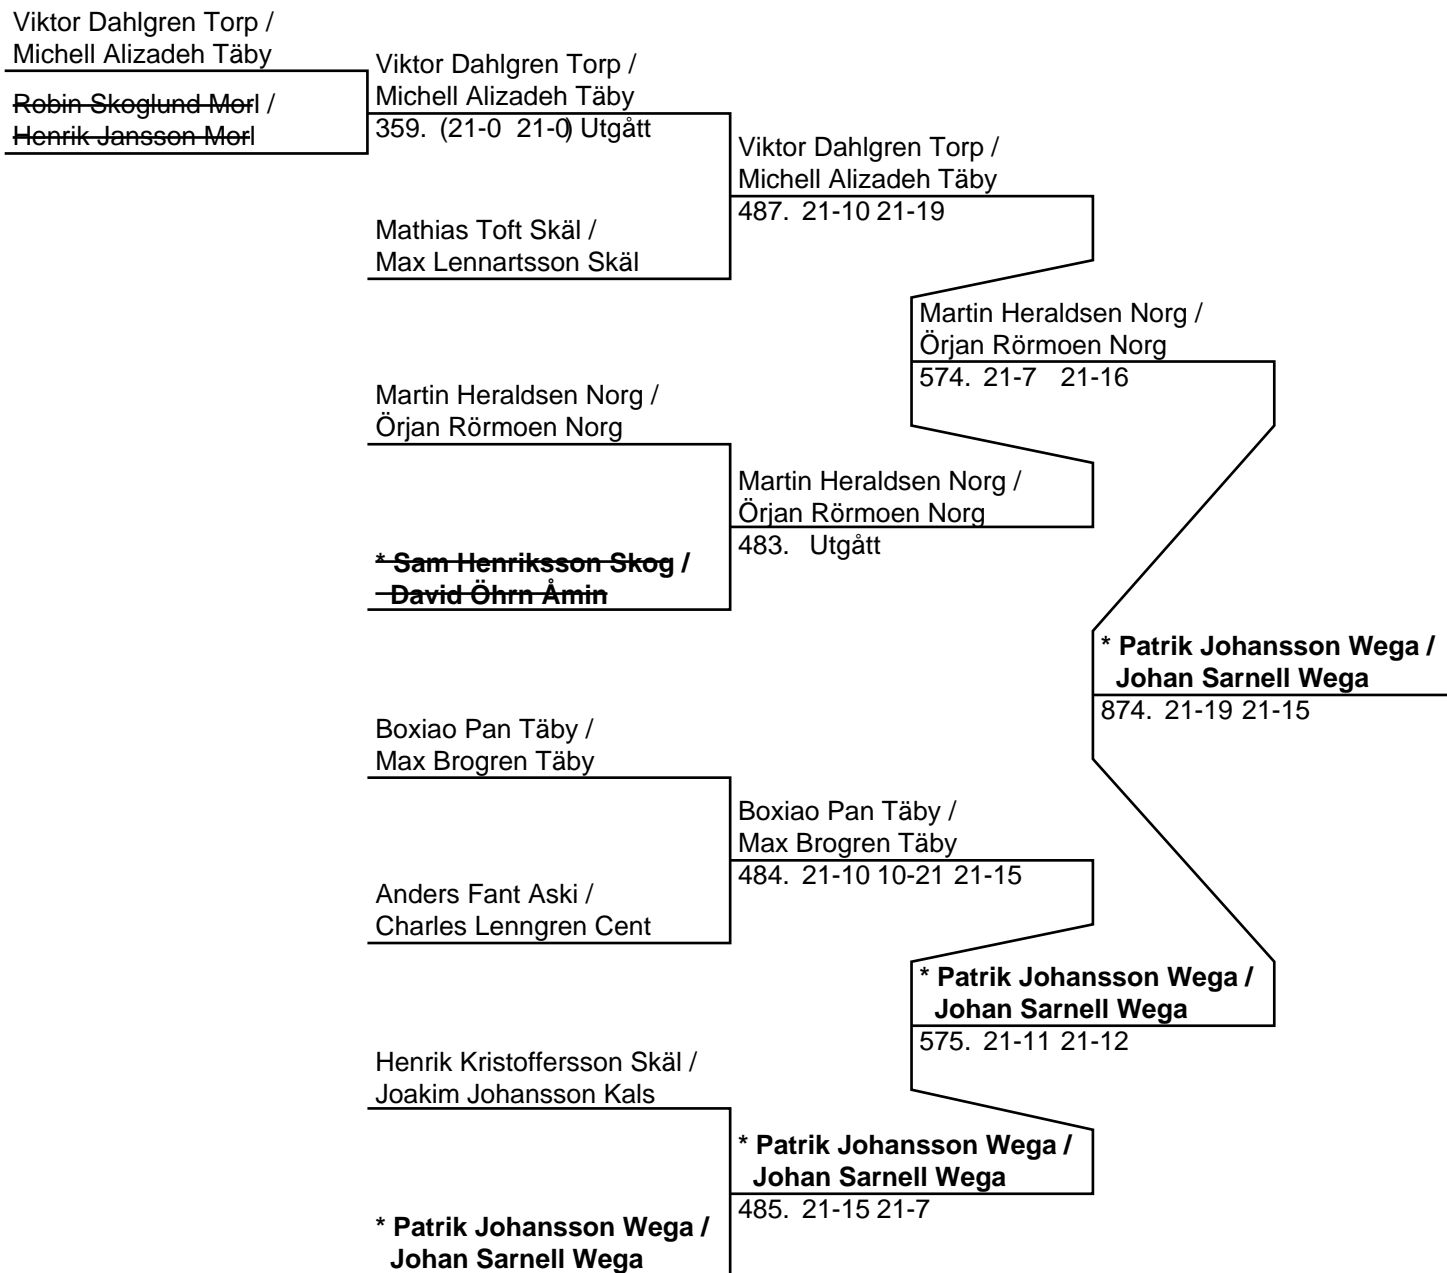 Viktor Dahlgren Torp /
Michell Alizadeh Täby
Robin Skoglund Morl /
Henrik Jansson Morl
Viktor Dahlgren Torp /
Michell Alizadeh Täby
359. (21-0 21-0) Utgått
Mathias Toft Skäl /
Max Lennartsson Skäl
Viktor Dahlgren Torp /
Michell Alizadeh Täby
487. 21-10 21-19
Martin Heraldsen Norg /
Örjan Rörmoen Norg
574. 21-7 21-16
Martin Heraldsen Norg /
Örjan Rörmoen Norg
* Sam Henriksson Skog /
David Öhrn Åmin
Martin Heraldsen Norg /
Örjan Rörmoen Norg
483. Utgått
* Patrik Johansson Wega /
Johan Sarnell Wega
874. 21-19 21-15
Boxiao Pan Täby /
Max Brogren Täby
Anders Fant Aski /
Charles Lenngren Cent
Boxiao Pan Täby /
Max Brogren Täby
484. 21-10 10-21 21-15
* Patrik Johansson Wega /
Johan Sarnell Wega
575. 21-11 21-12
Henrik Kristoffersson Skäl /
Joakim Johansson Kals
* Patrik Johansson Wega /
Johan Sarnell Wega
485. 21-15 21-7
* Patrik Johansson Wega /
Johan Sarnell Wega